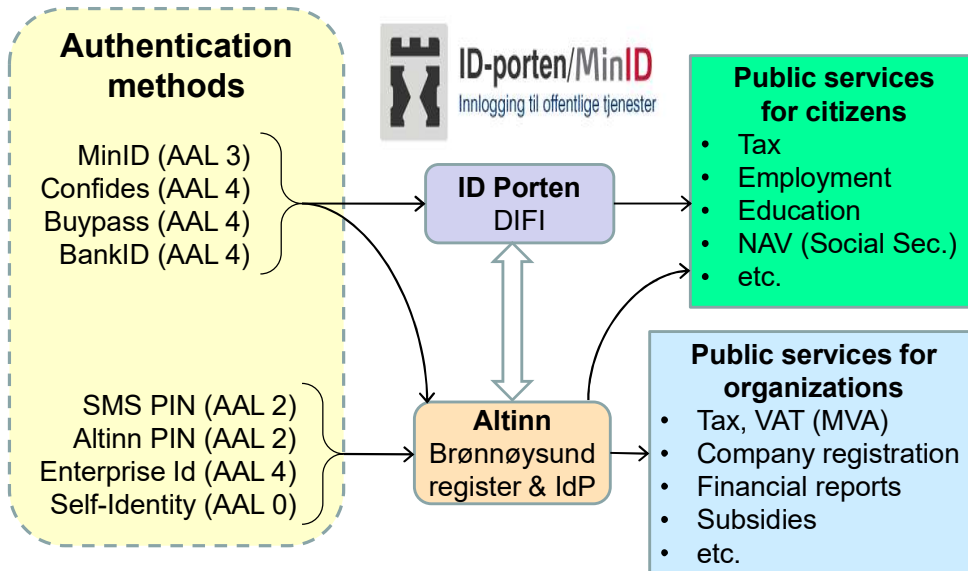 Authentication
methods
MinID (AAL 3)
Confides (AAL 4)
Buypass (AAL 4)
BankID (AAL 4)
SMS PIN (AAL 2)
Altinn PIN (AAL 2)
Enterprise Id (AAL 4)
Self-Identity (AAL 0)
ID-porten/MinID
Innlogging til offentlige tjenester
ID Porten
DIFI
Altinn
Brønnøysund
register & IdP
Public services
for citizens
• Tax
• Employment
• Education
• NAV (Social Sec.)
• etc.
Public services for
organizations
• Tax, VAT (MVA)
• Company registration
• Financial reports
• Subsidies
• etc.